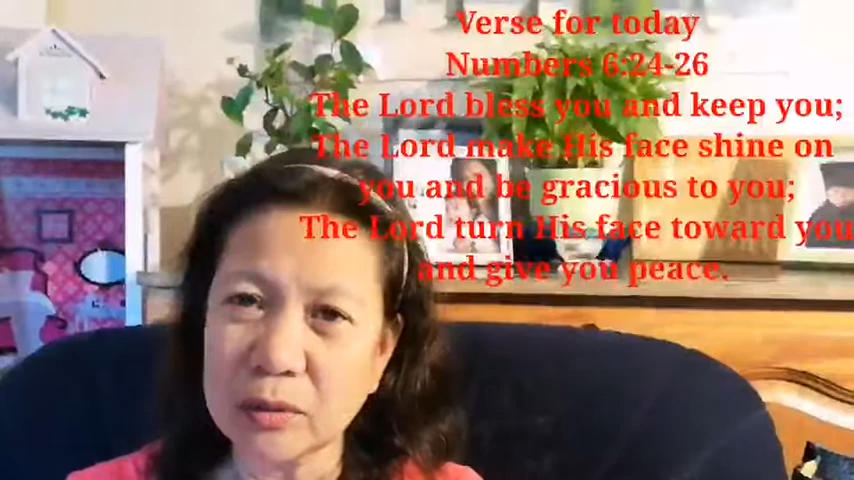 Verse for today
Numbers 6:24-26
The Lord bless you and keep you;
The Lord make His face shine on
you and be gracious to you;
The Lord turn His face toward you
and give you peace.